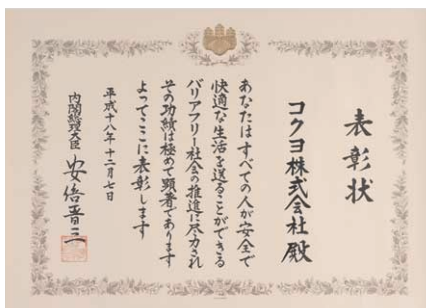 表彰状
コクヨ株式会社殿
あなたはすべての人が安全で
快適な生活を送ることができる
バリアフリー社会の推進に尽力され
その功績は極めて顕著であります
よってここに表彰します
平成十八年十二月七日
内閣総理大臣 安倍晋三